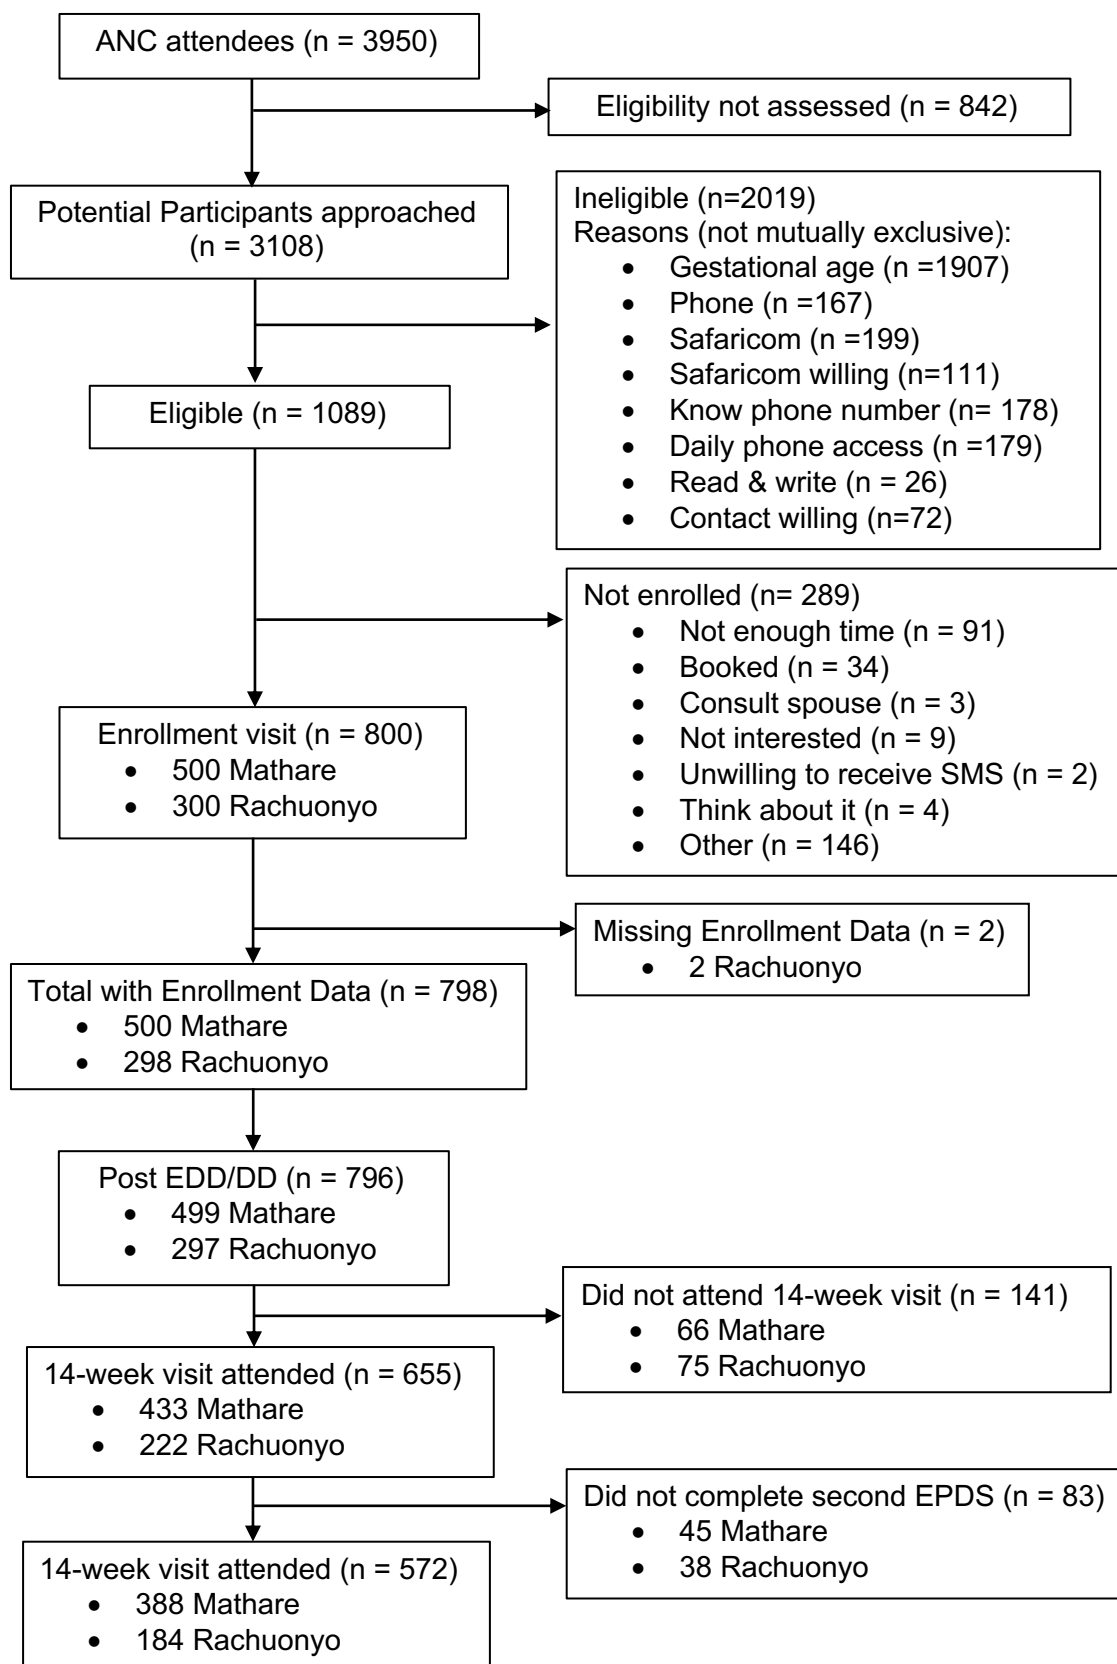 ANC attendees (n = 3950)
Eligibility not assessed (n = 842)
Potential Participants approached
(n = 3108)
Ineligible (n=2019)
Reasons (not mutually exclusive):
• Gestational age (n =1907)
• Phone (n =167)
• Safaricom (n =199)
• Safaricom willing (n=111)
• Know phone number (n= 178)
• Daily phone access (n =179)
• Read & write (n = 26)
• Contact willing (n=72)
Eligible (n = 1089)
Not enrolled (n= 289)
• Not enough time (n = 91)
• Booked (n = 34)
• Consult spouse (n = 3)
• Not interested (n = 9)
• Unwilling to receive SMS (n = 2)
• Think about it (n = 4)
• Other (n = 146)
Enrollment visit (n = 800)
• 500 Mathare
• 300 Rachuonyo
Missing Enrollment Data (n = 2)
• 2 Rachuonyo
Total with Enrollment Data (n = 798)
• 500 Mathare
• 298 Rachuonyo
Post EDD/DD (n = 796)
• 499 Mathare
• 297 Rachuonyo
Did not attend 14-week visit (n = 141)
• 66 Mathare
• 75 Rachuonyo
14-week visit attended (n = 655)
• 433 Mathare
• 222 Rachuonyo
Did not complete second EPDS (n = 83)
• 45 Mathare
• 38 Rachuonyo
14-week visit attended (n = 572)
• 388 Mathare
• 184 Rachuonyo